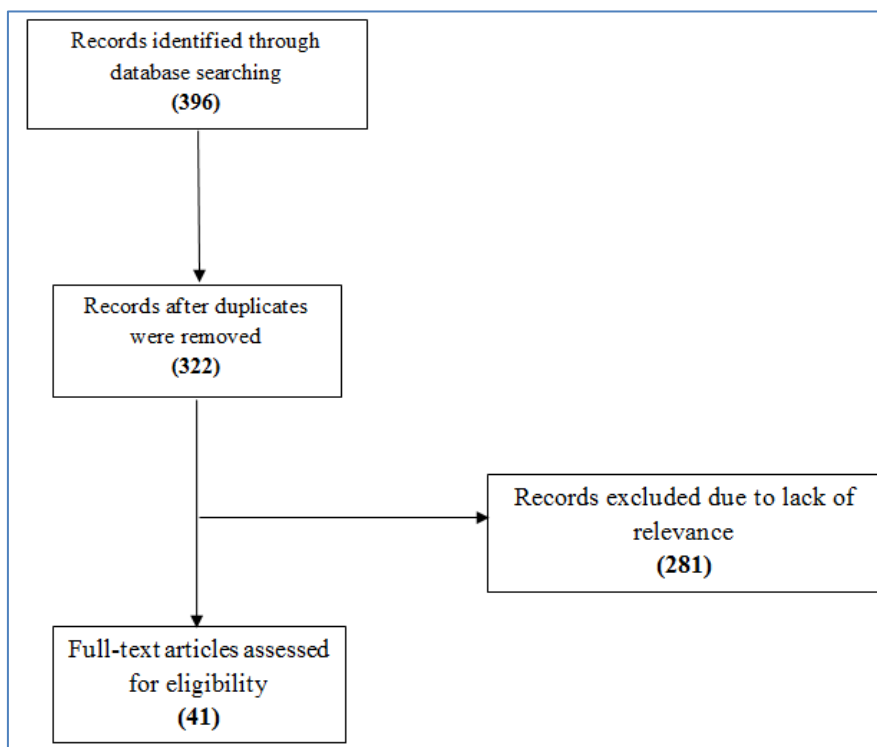 Records identified through
database searching
(396)
Records after duplicates
were removed
(322)
Records excluded due to lack of
relevance
(281)
Full-text articles assessed
for eligibility
(41)